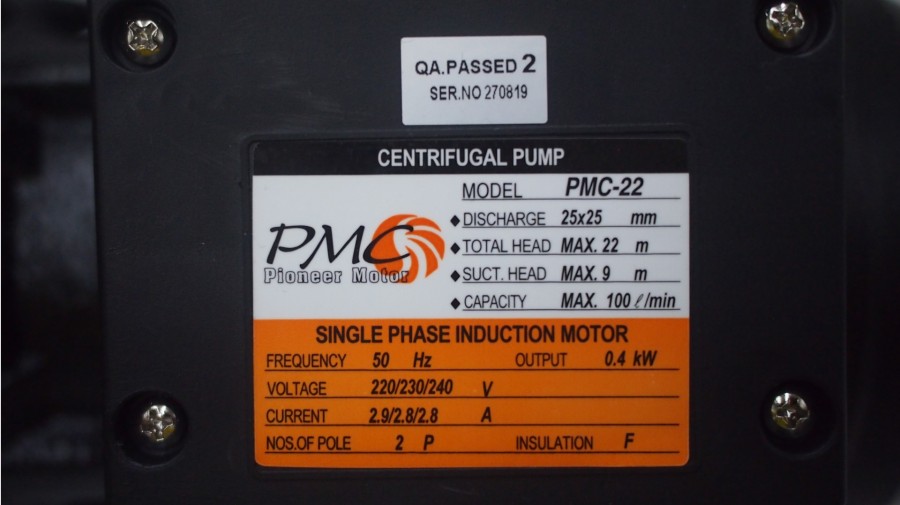 QA.PASSED 2
SER.NO 270819
CENTRIFUGAL PUMP
PMC
Pioneer Motor
MODEL PMC-22
◆DISCHARGE 25x25 mm
◆TOTAL HEAD MAX. 22 m
◆SUCT. HEAD MAX. 9 m
◆CAPACITY MAX. 100 ℓ/min
SINGLE PHASE INDUCTION MOTOR
FREQUENCY 50 Hz OUTPUT 0.4 kW
VOLTAGE 220/230/240 V
CURRENT 2.9/2.8/2.8 A
NOS.OF POLE 2 P INSULATION F